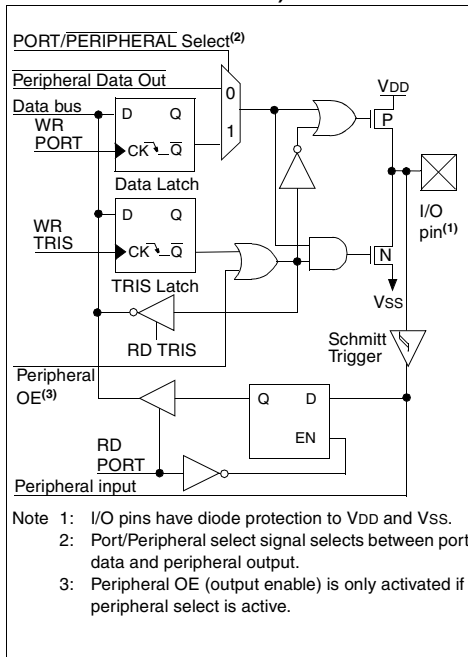 PORT/PERIPHERAL Select(2)
Peripheral Data Out
Data bus
WR
PORT
D Q
CK Q
Data Latch
WR
TRIS
D Q
CK Q
TRIS Latch
0
1
VDD
P
N
VSS
I/O
pin(1)
RD TRIS
Schmitt
Trigger
Peripheral
OE(3)
Q D
EN
RD
PORT
Peripheral input
Note 1: I/O pins have diode protection to VDD and VSS.
2: Port/Peripheral select signal selects between port
data and peripheral output.
3: Peripheral OE (output enable) is only activated if
peripheral select is active.